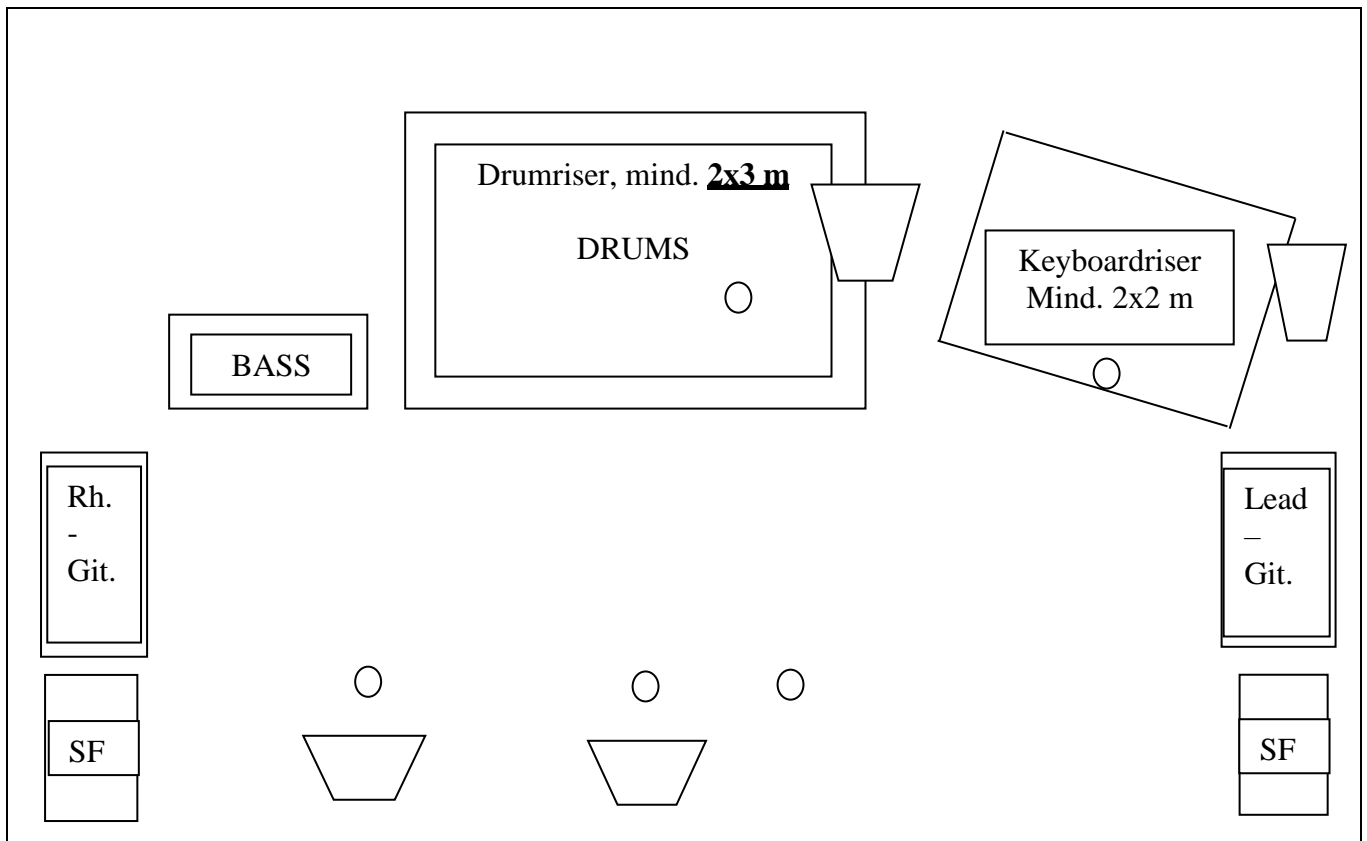 Drumriser, mind. 2x3 m
DRUMS
Keyboardriser
Mind. 2x2 m
BASS
Rh.
-
Git.
Lead
–
Git.
SF
SF